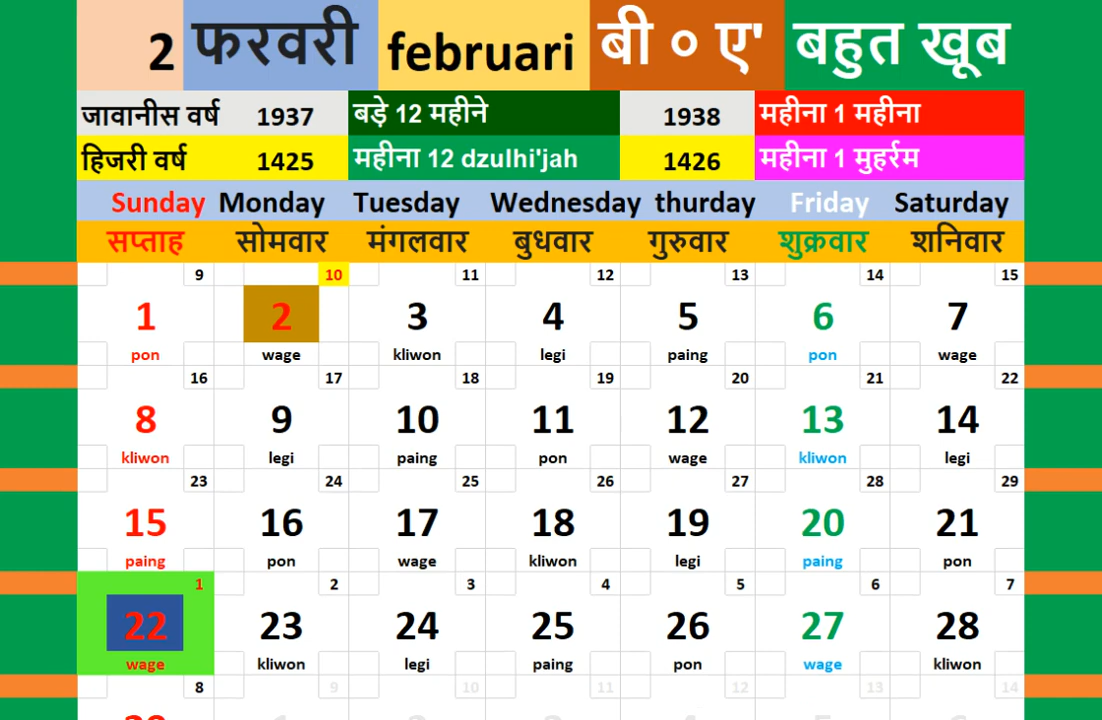 2 फरवरी februari बी ० ए' बहुत खूब
जावानीस वर्ष 1937 बड़े 12 महीने 1938 महीना 1 महीना
हिजरी वर्ष 1425 महीना 12 dzulhi'jah 1426 महीना 1 मुहर्रम
Sunday Monday Tuesday Wednesday thurday Friday Saturday
सप्ताह सोमवार मंगलवार बुधवार गुरुवार शुक्रवार शनिवार
9 10 11 12 13 14 15
1 2 3 4 5 6 7
pon wage kliwon legi paing pon wage
16 17 18 19 20 21 22
8 9 10 11 12 13 14
kliwon legi paing pon wage kliwon legi
23 24 25 26 27 28 29
15 16 17 18 19 20 21
paing pon wage kliwon legi paing pon
1 2 3 4 5 6 7
22 23 24 25 26 27 28
wage kliwon legi paing pon wage kliwon
8 9 10 11 12 13 14